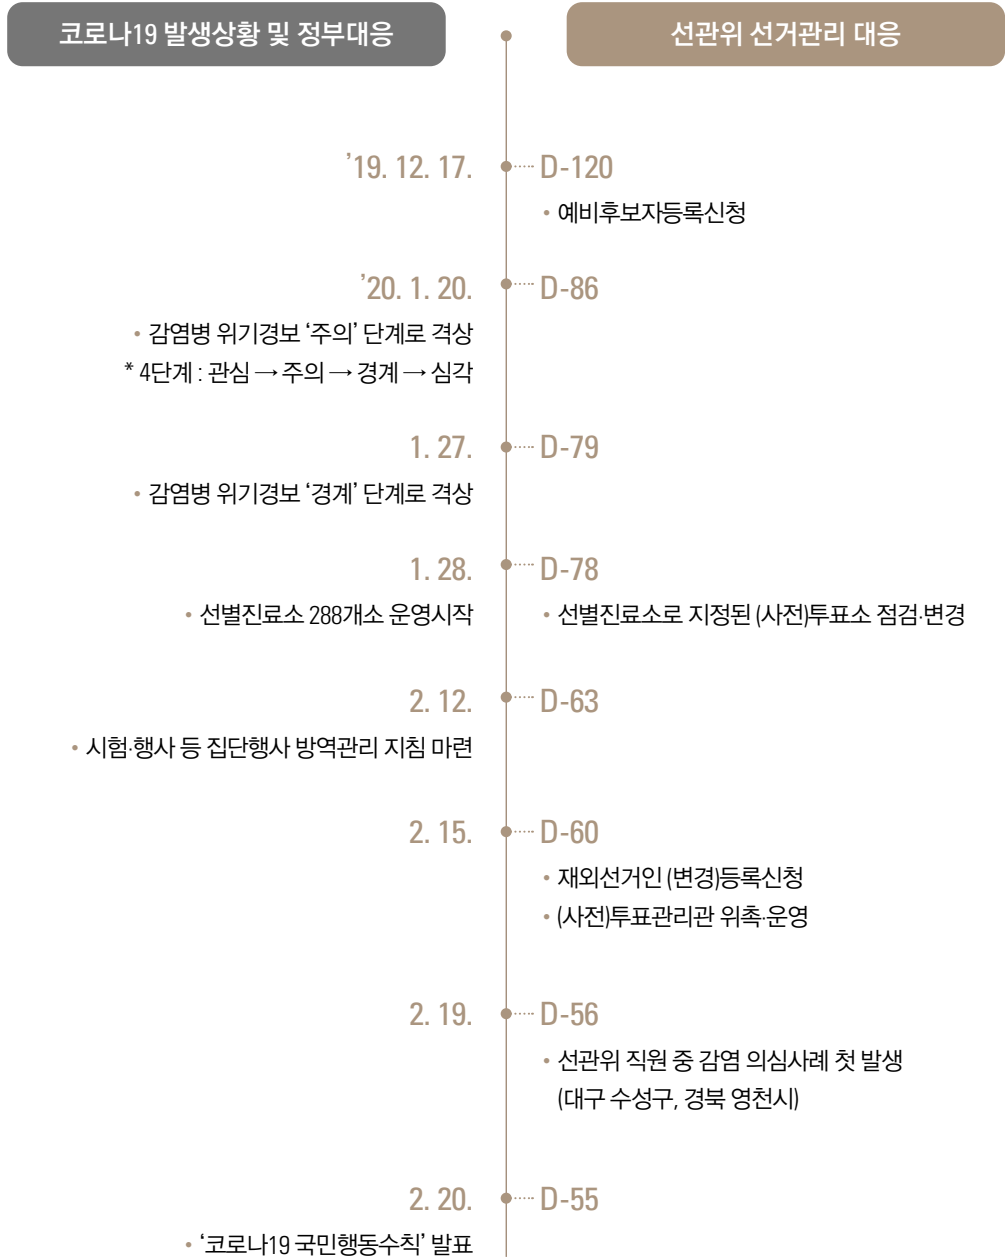 코로나19 발생상황 및 정부대응
선관위 선거관리 대응
’19. 12. 17.
D-120
• 예비후보자등록신청
’20. 1. 20.
D-86
• 감염병 위기경보 ‘주의’ 단계로 격상
* 4단계 : 관심 → 주의 → 경계 → 심각
1. 27.
D-79
• 감염병 위기경보 ‘경계’ 단계로 격상
1. 28.
D-78
• 선별진료소 288개소 운영시작
• 선별진료소로 지정된 (사전)투표소 점검·변경
2. 12.
D-63
• 시험·행사 등 집단행사 방역관리 지침 마련
2. 15.
D-60
• 재외선거인 (변경)등록신청
• (사전)투표관리관 위촉·운영
2. 19.
D-56
• 선관위 직원 중 감염 의심사례 첫 발생
(대구 수성구, 경북 영천시)
2. 20.
D-55
• ‘코로나19 국민행동수칙’ 발표